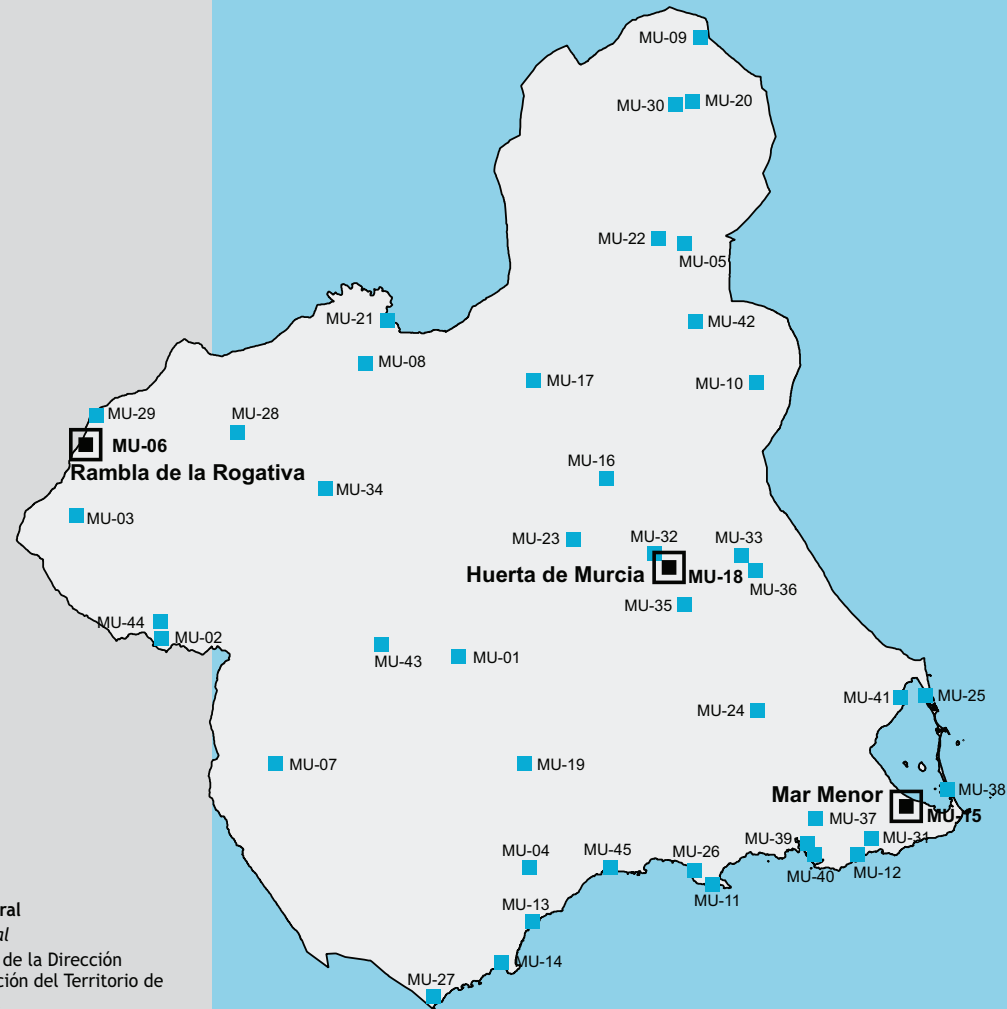 MU-09
MU-30
MU-20
MU-22
MU-05
MU-21
MU-42
MU-08
MU-17
MU-10
MU-29
MU-28
MU-06
Rambla de la Rogativa
MU-16
MU-34
MU-03
MU-23
MU-32
MU-33
Huerta de Murcia
MU-18
MU-36
MU-35
MU-44
MU-02
MU-43
MU-01
MU-41
MU-25
MU-24
MU-07
MU-19
MU-38
Mar Menor
MU-15
MU-37
MU-39
MU-31
MU-04
MU-45
MU-26
MU-40
MU-12
MU-11
MU-13
MU-14
MU-27
ral
al
de la Dirección
ción del Territorio de